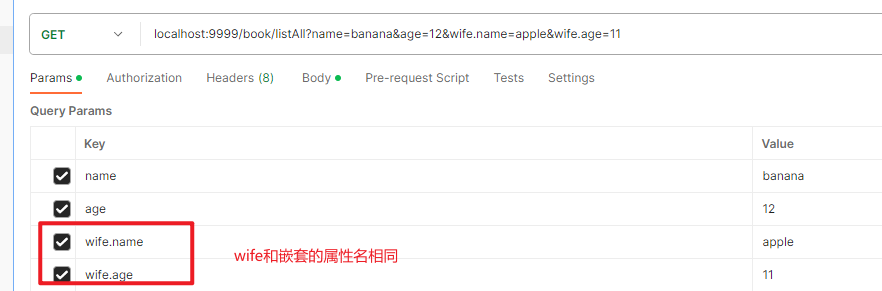 GET localhost:9999/book/listAll?name=banana&age=12&wife.name=apple&wife.age=11
Params Authorization Headers (8) Body Pre-request Script Tests Settings
Query Params
Key Value
name banana
age 12
wife.name apple
wife和嵌套的属性名相同
wife.age 11